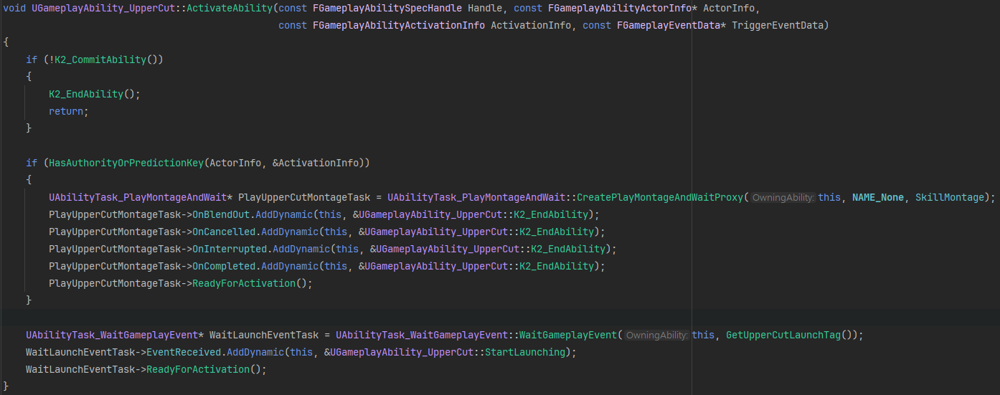 void UGameplayAbility_UpperCut::ActivateAbility(const FGameplayAbilitySpecHandle Handle, const FGameplayAbilityActorInfo* ActorInfo,
const FGameplayAbilityActivationInfo ActivationInfo, const FGameplayEventData* TriggerEventData)
{
if (!K2_CommitAbility())
{
K2_EndAbility();
return;
}
if (HasAuthorityOrPredictionKey(ActorInfo, &ActivationInfo))
{
UAbilityTask_PlayMontageAndWait* PlayUpperCutMontageTask = UAbilityTask_PlayMontageAndWait::CreatePlayMontageAndWaitProxy(OwningAbility: this, NAME_None, SkillMontage);
PlayUpperCutMontageTask->OnBlendOut.AddDynamic(this, &UGameplayAbility_UpperCut::K2_EndAbility);
PlayUpperCutMontageTask->OnCancelled.AddDynamic(this, &UGameplayAbility_UpperCut::K2_EndAbility);
PlayUpperCutMontageTask->OnInterrupted.AddDynamic(this, &UGameplayAbility_UpperCut::K2_EndAbility);
PlayUpperCutMontageTask->OnCompleted.AddDynamic(this, &UGameplayAbility_UpperCut::K2_EndAbility);
PlayUpperCutMontageTask->ReadyForActivation();
}
UAbilityTask_WaitGameplayEvent* WaitLaunchEventTask = UAbilityTask_WaitGameplayEvent::WaitGameplayEvent(OwningAbility: this, GetUpperCutLaunchTag());
WaitLaunchEventTask->EventReceived.AddDynamic(this, &UGameplayAbility_UpperCut::StartLaunching);
WaitLaunchEventTask->ReadyForActivation();
}